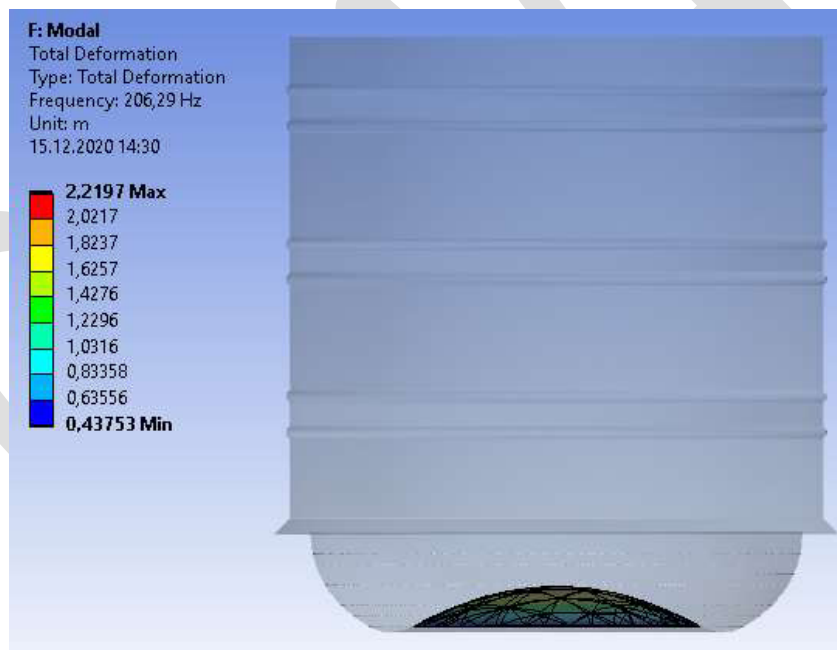 F: Modal
Total Deformation
Type: Total Deformation
Frequency: 206,29 Hz
Unit: m
15.12.2020 14:30
2,2197 Max
2,0217
1,8237
1,6257
1,4276
1,2296
1,0316
0,83358
0,63556
0,43753 Min